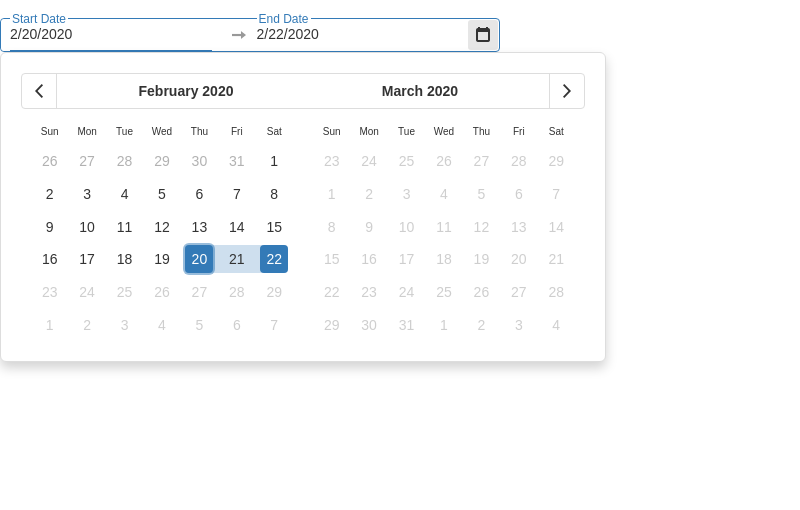 Start Date End Date
2/20/2020 2/22/2020
February 2020 March 2020
Sun Mon Tue Wed Thu Fri Sat Sun Mon Tue Wed Thu Fri Sat
26 27 28 29 30 31 1 23 24 25 26 27 28 29
2 3 4 5 6 7 8 1 2 3 4 5 6 7
9 10 11 12 13 14 15 8 9 10 11 12 13 14
16 17 18 19 20 21 22 15 16 17 18 19 20 21
23 24 25 26 27 28 29 22 23 24 25 26 27 28
1 2 3 4 5 6 7 29 30 31 1 2 3 4